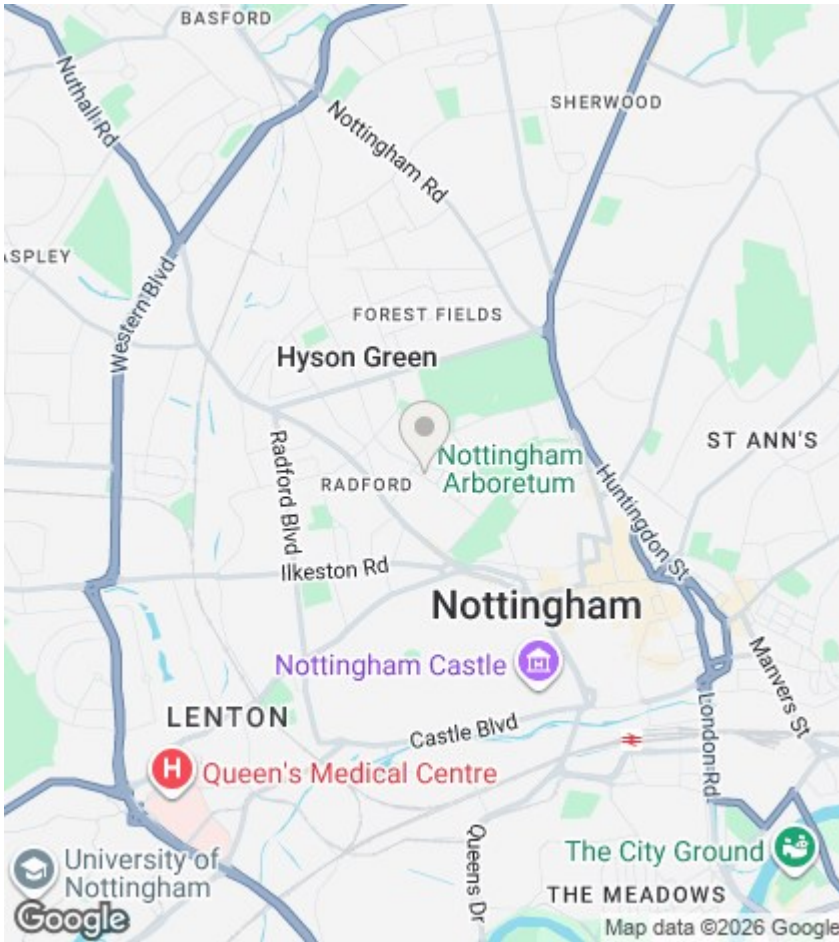 BASFORD
Nuthall Rd
Nottingham Rd
SHERWOOD
ASPLEY
Western Blvd
FOREST FIELDS
Hyson Green
Radford Blvd
RADFORD
Nottingham
Arboretum
ST ANN'S
Huntingdon St
Ilkeston Rd
Nottingham
Nottingham Castle
Manvers St
LENTON
Castle Blvd
London Rd
H
Queen's Medical Centre
Queens Dr
The City Ground
University of
Nottingham
THE MEADOWS
Google
Map data ©2026 Google